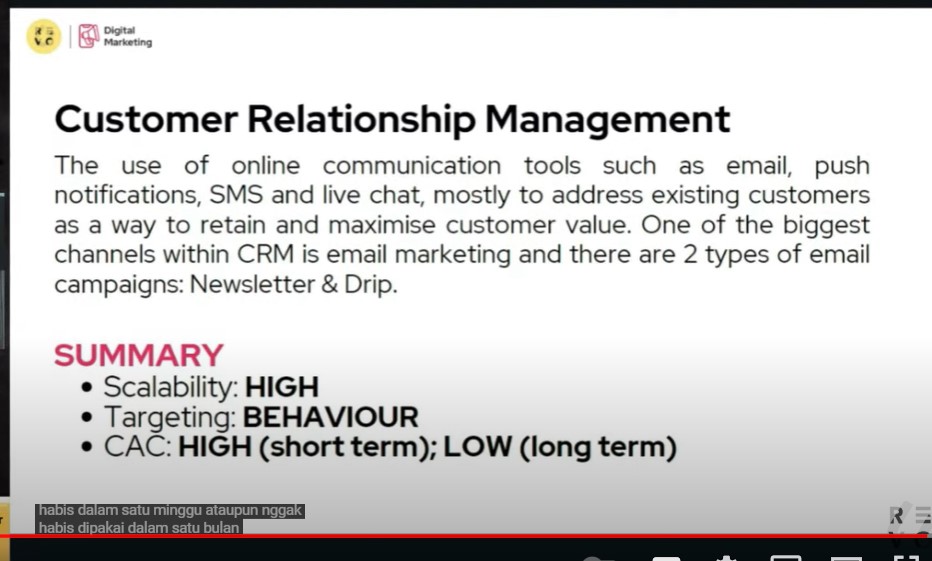 RE
VO
Digital
Marketing
Customer Relationship Management
The use of online communication tools such as email, push
notifications, SMS and live chat, mostly to address existing customers
as a way to retain and maximise customer value. One of the biggest
channels within CRM is email marketing and there are 2 types of email
campaigns: Newsletter & Drip.
SUMMARY
• Scalability: HIGH
• Targeting: BEHAVIOUR
• CAC: HIGH (short term); LOW (long term)
habis dalam satu minggu ataupun nggak
habis dipakai dalam satu bulan